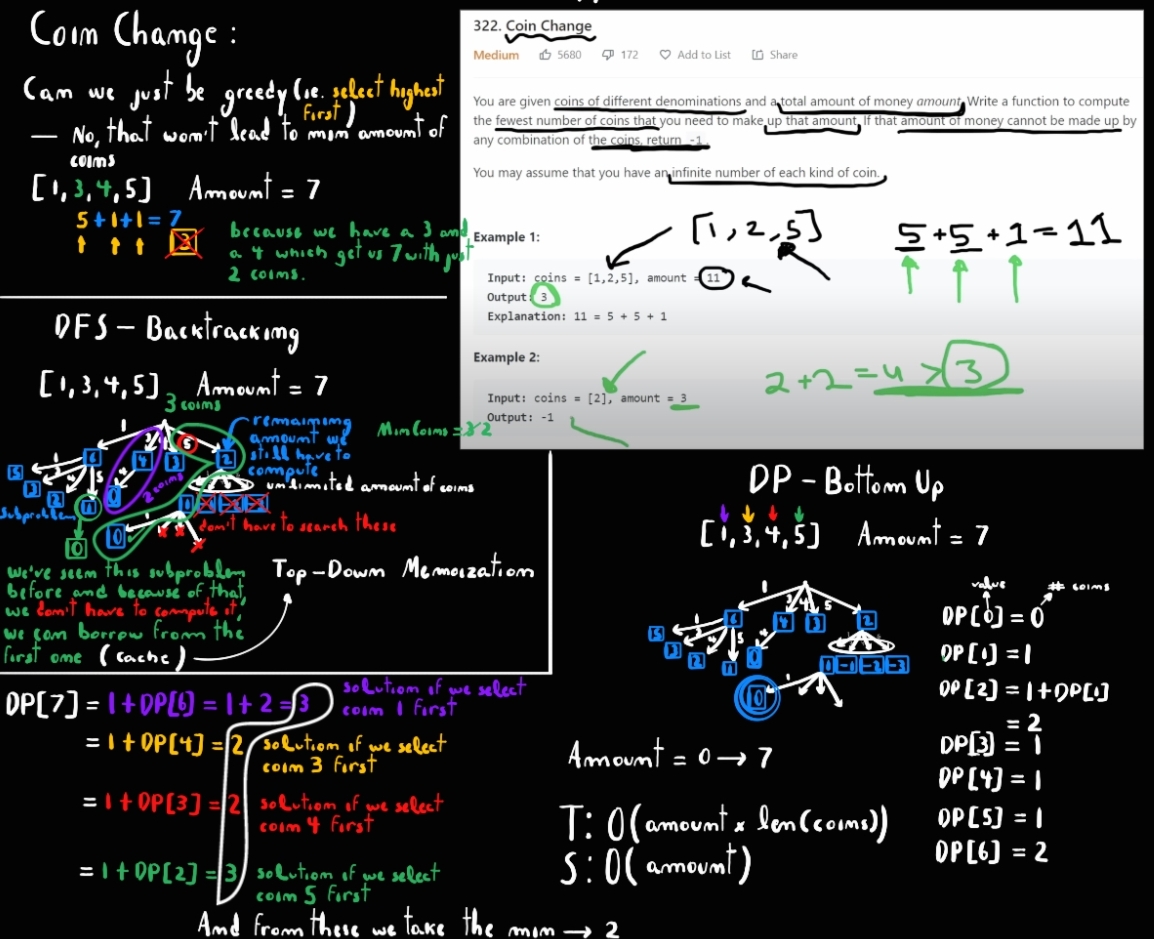 Coin Change :
Can we just be greedy (ie. select highest
first)
— No, that won't lead to min amount of
coins
[1, 3, 4, 5] Amount = 7
5 + 1 + 1 = 7
3
because we have a 3 and
a 4 which get us 7 with just
2 coins.
322. Coin Change
Medium 5680 172 Add to List Share
You are given coins of different denominations and a total amount of money amount. Write a function to compute
the fewest number of coins that you need to make up that amount. If that amount of money cannot be made up by
any combination of the coins, return -1.
You may assume that you have an infinite number of each kind of coin.
Example 1:
[1, 2, 5]
5 + 5 + 1 = 11
Input: coins = [1,2,5], amount = 11
Output: 3
Explanation: 11 = 5 + 5 + 1
Example 2:
2 + 2 = 4 > 3
Input: coins = [2], amount = 3
Output: -1
DFS - Backtracking
[1, 3, 4, 5] Amount = 7
3 coins
1 3 4 5
6 4 3 2
remaining
amount we
still have to
compute
MinCoins = 3 2
5 3 2 1
0
2 coins
unlimited amount of coins
subproblem
don't have to search these
0 0
We've seen this subproblem
before and because of that,
we don't have to compute it,
we can borrow from the
first one (cache)
Top-Down Memoization
DP[7] = 1 + DP[6] = 1 + 2 = 3 solution if we select
coin 1 first
= 1 + DP[4] = 2 solution if we select
coin 3 first
= 1 + DP[3] = 2 solution if we select
coin 4 first
= 1 + DP[2] = 3 solution if we select
coin 5 first
And from these we take the min → 2
DP - Bottom Up
[1, 3, 4, 5] Amount = 7
1 3 4 5
6 4 3 2
5 3 2 1
0
1 -1 -2 -3
0 1
Amount = 0 → 7
T: O(amount × len(coins))
S: O(amount)
value # coins
DP[0] = 0
DP[1] = 1
DP[2] = 1 + DP[1]
= 2
DP[3] = 1
DP[4] = 1
DP[5] = 1
DP[6] = 2